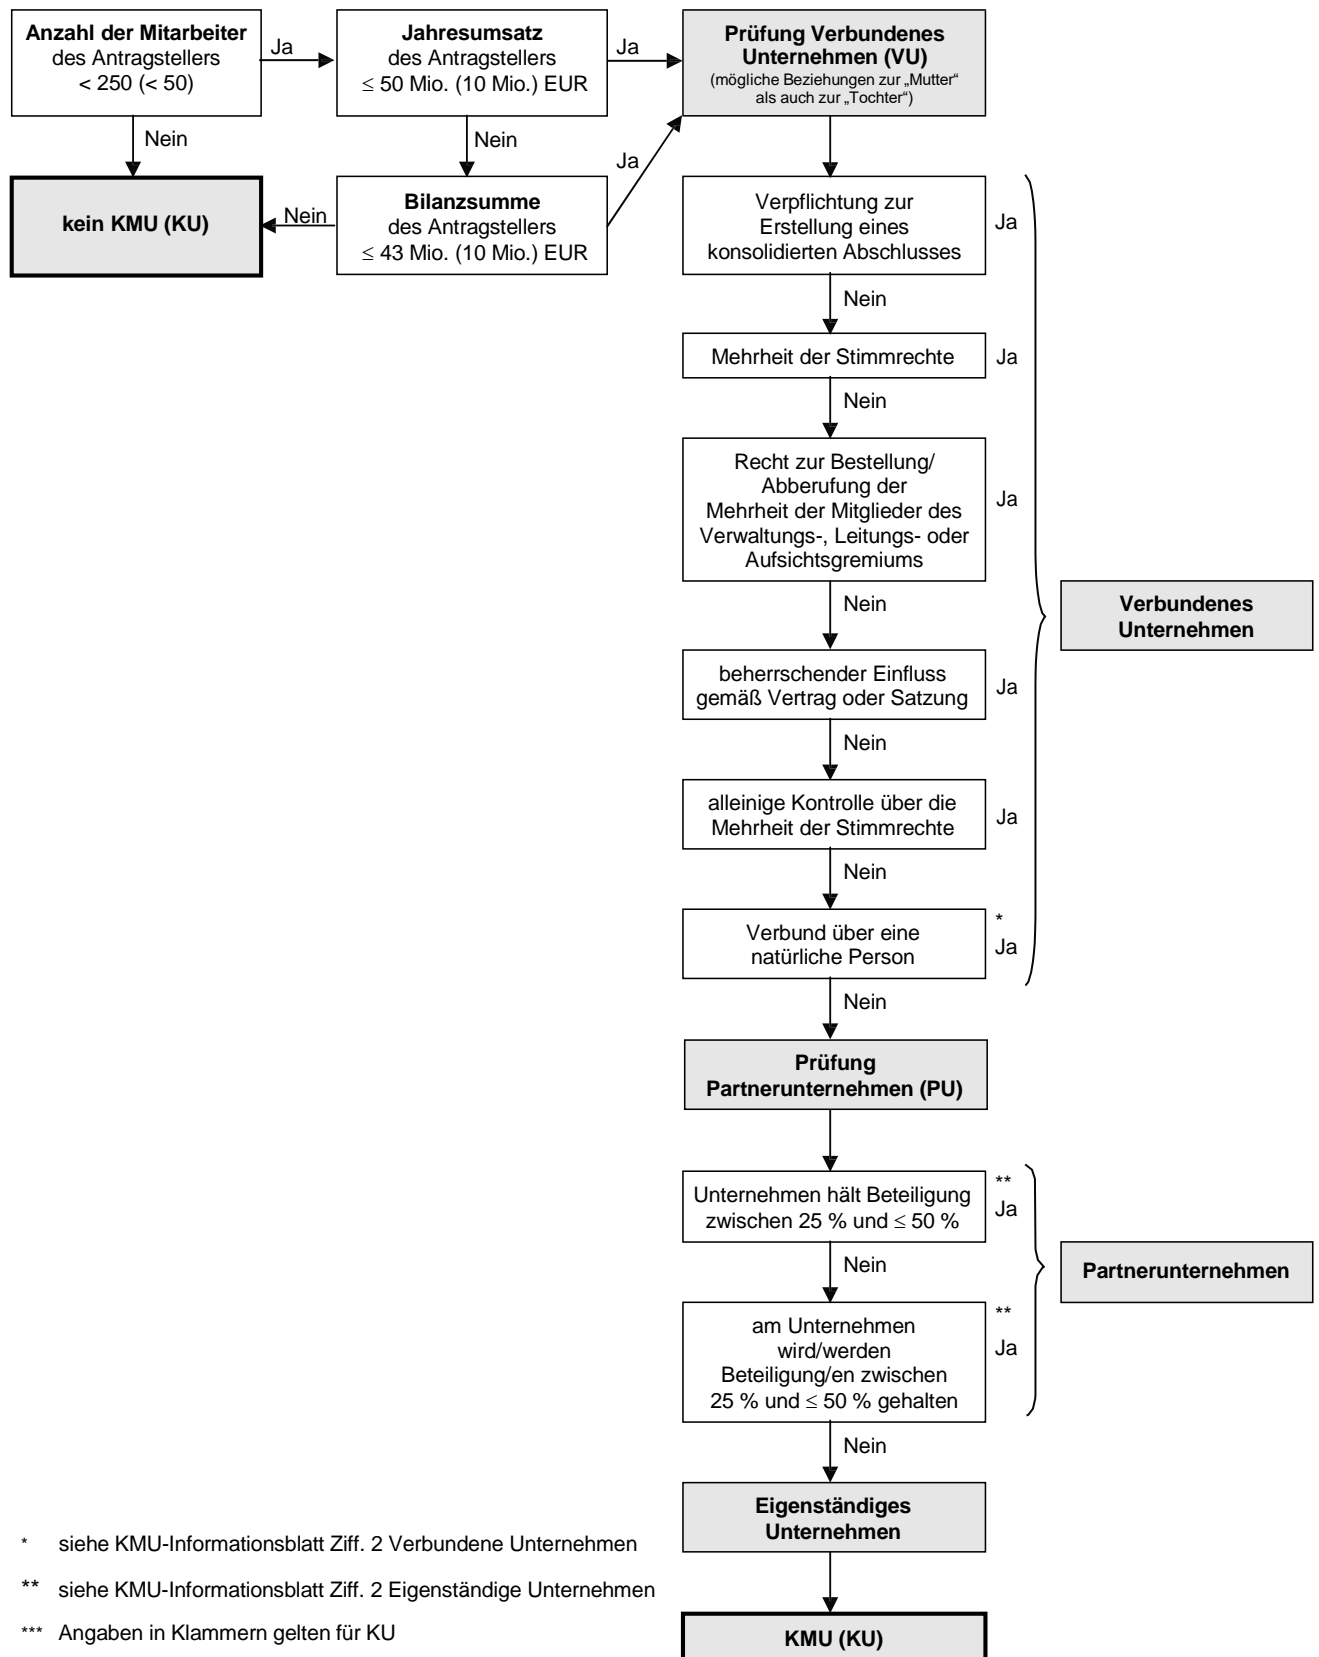 Anzahl der Mitarbeiter
des Antragstellers
< 250 (< 50)
Ja
Jahresumsatz
des Antragstellers
≤ 50 Mio. (10 Mio.) EUR
Ja
Prüfung Verbundenes
Unternehmen (VU)
(mögliche Beziehungen zur „Mutter“
als auch zur „Tochter“)
Nein
Nein
Ja
kein KMU (KU)
Nein
Bilanzsumme
des Antragstellers
≤ 43 Mio. (10 Mio.) EUR
Verpflichtung zur
Erstellung eines
konsolidierten Abschlusses
Ja
Nein
Mehrheit der Stimmrechte
Ja
Nein
Recht zur Bestellung/
Abberufung der
Mehrheit der Mitglieder des
Verwaltungs-, Leitungs- oder
Aufsichtsgremiums
Ja
Nein
Verbundenes
Unternehmen
beherrschender Einfluss
gemäß Vertrag oder Satzung
Ja
Nein
alleinige Kontrolle über die
Mehrheit der Stimmrechte
Ja
Nein
Verbund über eine
natürliche Person
*
Ja
Nein
Prüfung
Partnerunternehmen (PU)
Unternehmen hält Beteiligung
zwischen 25 % und ≤ 50 %
**
Ja
Nein
Partnerunternehmen
am Unternehmen
wird/werden
Beteiligung/en zwischen
25 % und ≤ 50 % gehalten
**
Ja
Nein
Eigenständiges
Unternehmen
* siehe KMU-Informationsblatt Ziff. 2 Verbundene Unternehmen
** siehe KMU-Informationsblatt Ziff. 2 Eigenständige Unternehmen
*** Angaben in Klammern gelten für KU
KMU (KU)